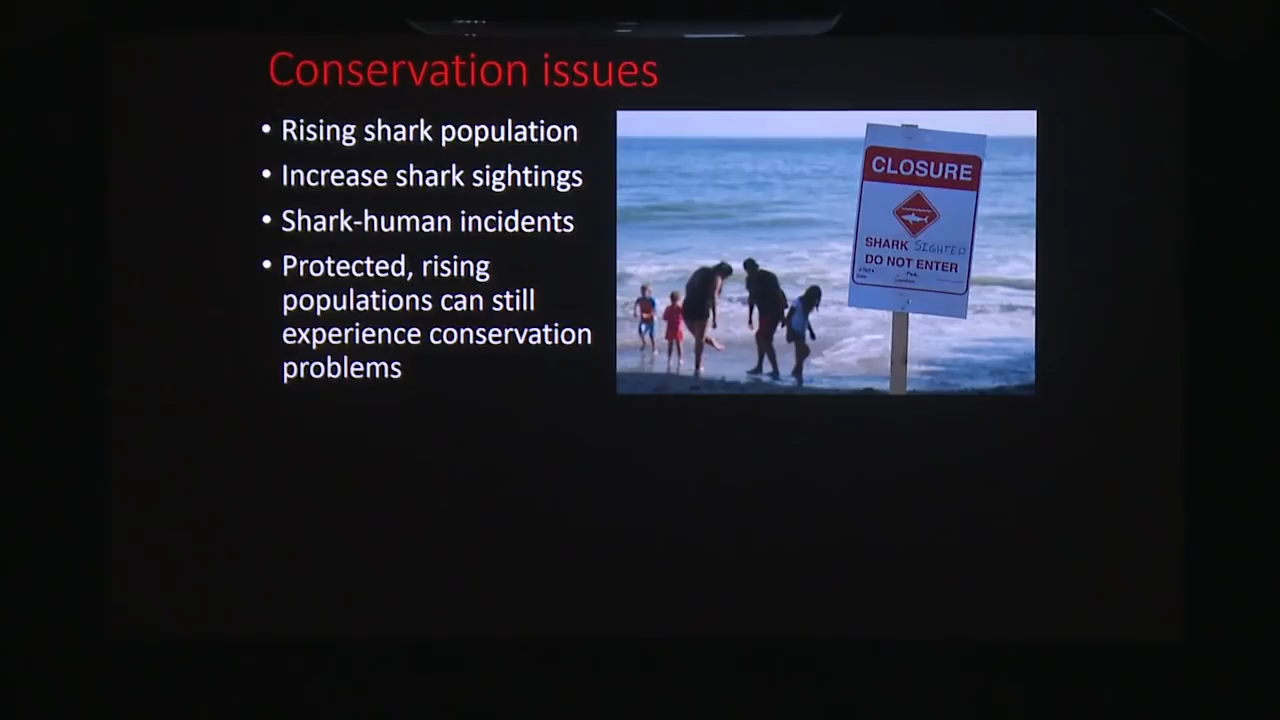 Conservation issues
• Rising shark population
• Increase shark sightings
• Shark-human incidents
• Protected, rising
populations can still
experience conservation
problems
CLOSURE
SHARK SIGHTED
DO NOT ENTER